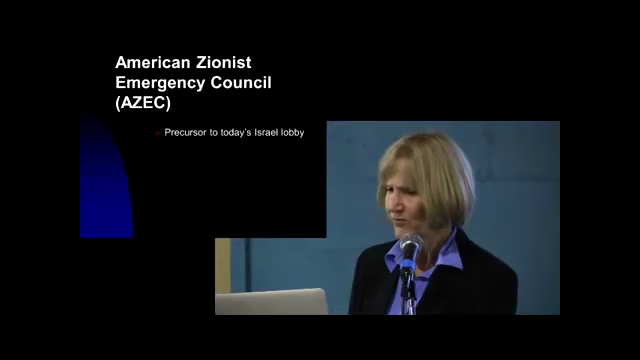 American Zionist
Emergency Council
(AZEC)
Precursor to today's Israel lobby